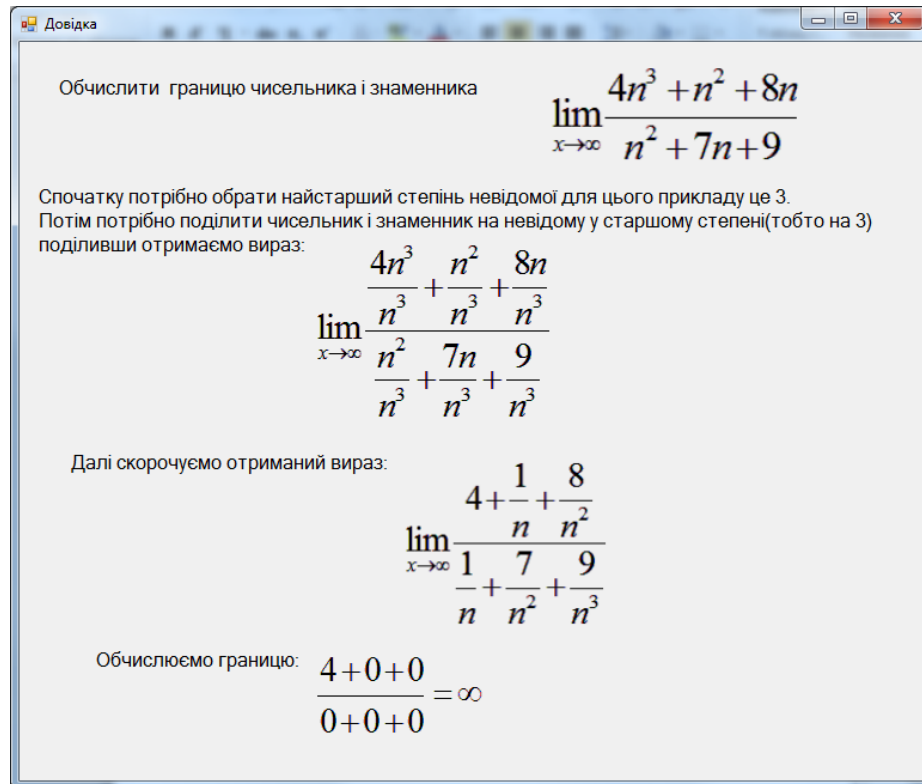 Довідка
Обчислити границю чисельника і знаменника
lim x→∞ (4n³ + n² + 8n) / (n² + 7n + 9)
Спочатку потрібно обрати найстарший степінь невідомої для цього прикладу це 3.
Потім потрібно поділити чисельник і знаменник на невідому у старшому степені(тобто на 3)
поділивши отримаємо вираз:
lim x→∞ (4n³/n³ + n²/n³ + 8n/n³) / (n²/n³ + 7n/n³ + 9/n³)
Далі скорочуємо отриманий вираз:
lim x→∞ (4 + 1/n + 8/n²) / (1/n + 7/n² + 9/n³)
Обчислюємо границю:
(4+0+0) / (0+0+0) = ∞